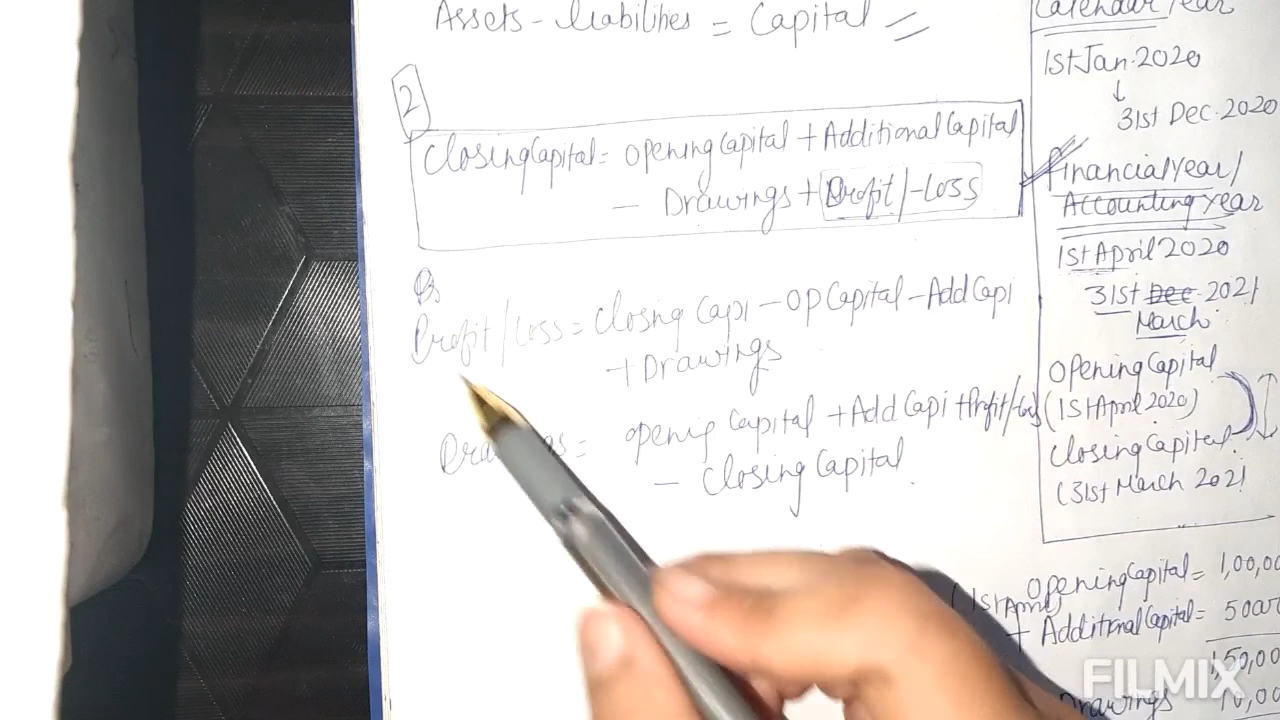 Assets - Liabilities = Capital =
2
Closing Capital = Opening Capital + Additional Capital
- Drawings + Profit / - Loss
Profit / Loss = Closing Capi - Op Capital - Add Capi
+ Drawings
= Opening Capital + Add Capi + Profit/-Loss
- Closing Capital
Calendar Year
1st Jan. 2020
↓
31st Dec. 2020
Financial Year/
Accounting Year
1st April 2020
31st Dec. 2021
March
Opening Capital
(1st April 2020)
Closing Capital
(31st March 2021
Opening Capital = 1,00,00
(1st April)
+ Additional Capital =
1,50,00
Drawings 10,00
FILMIX